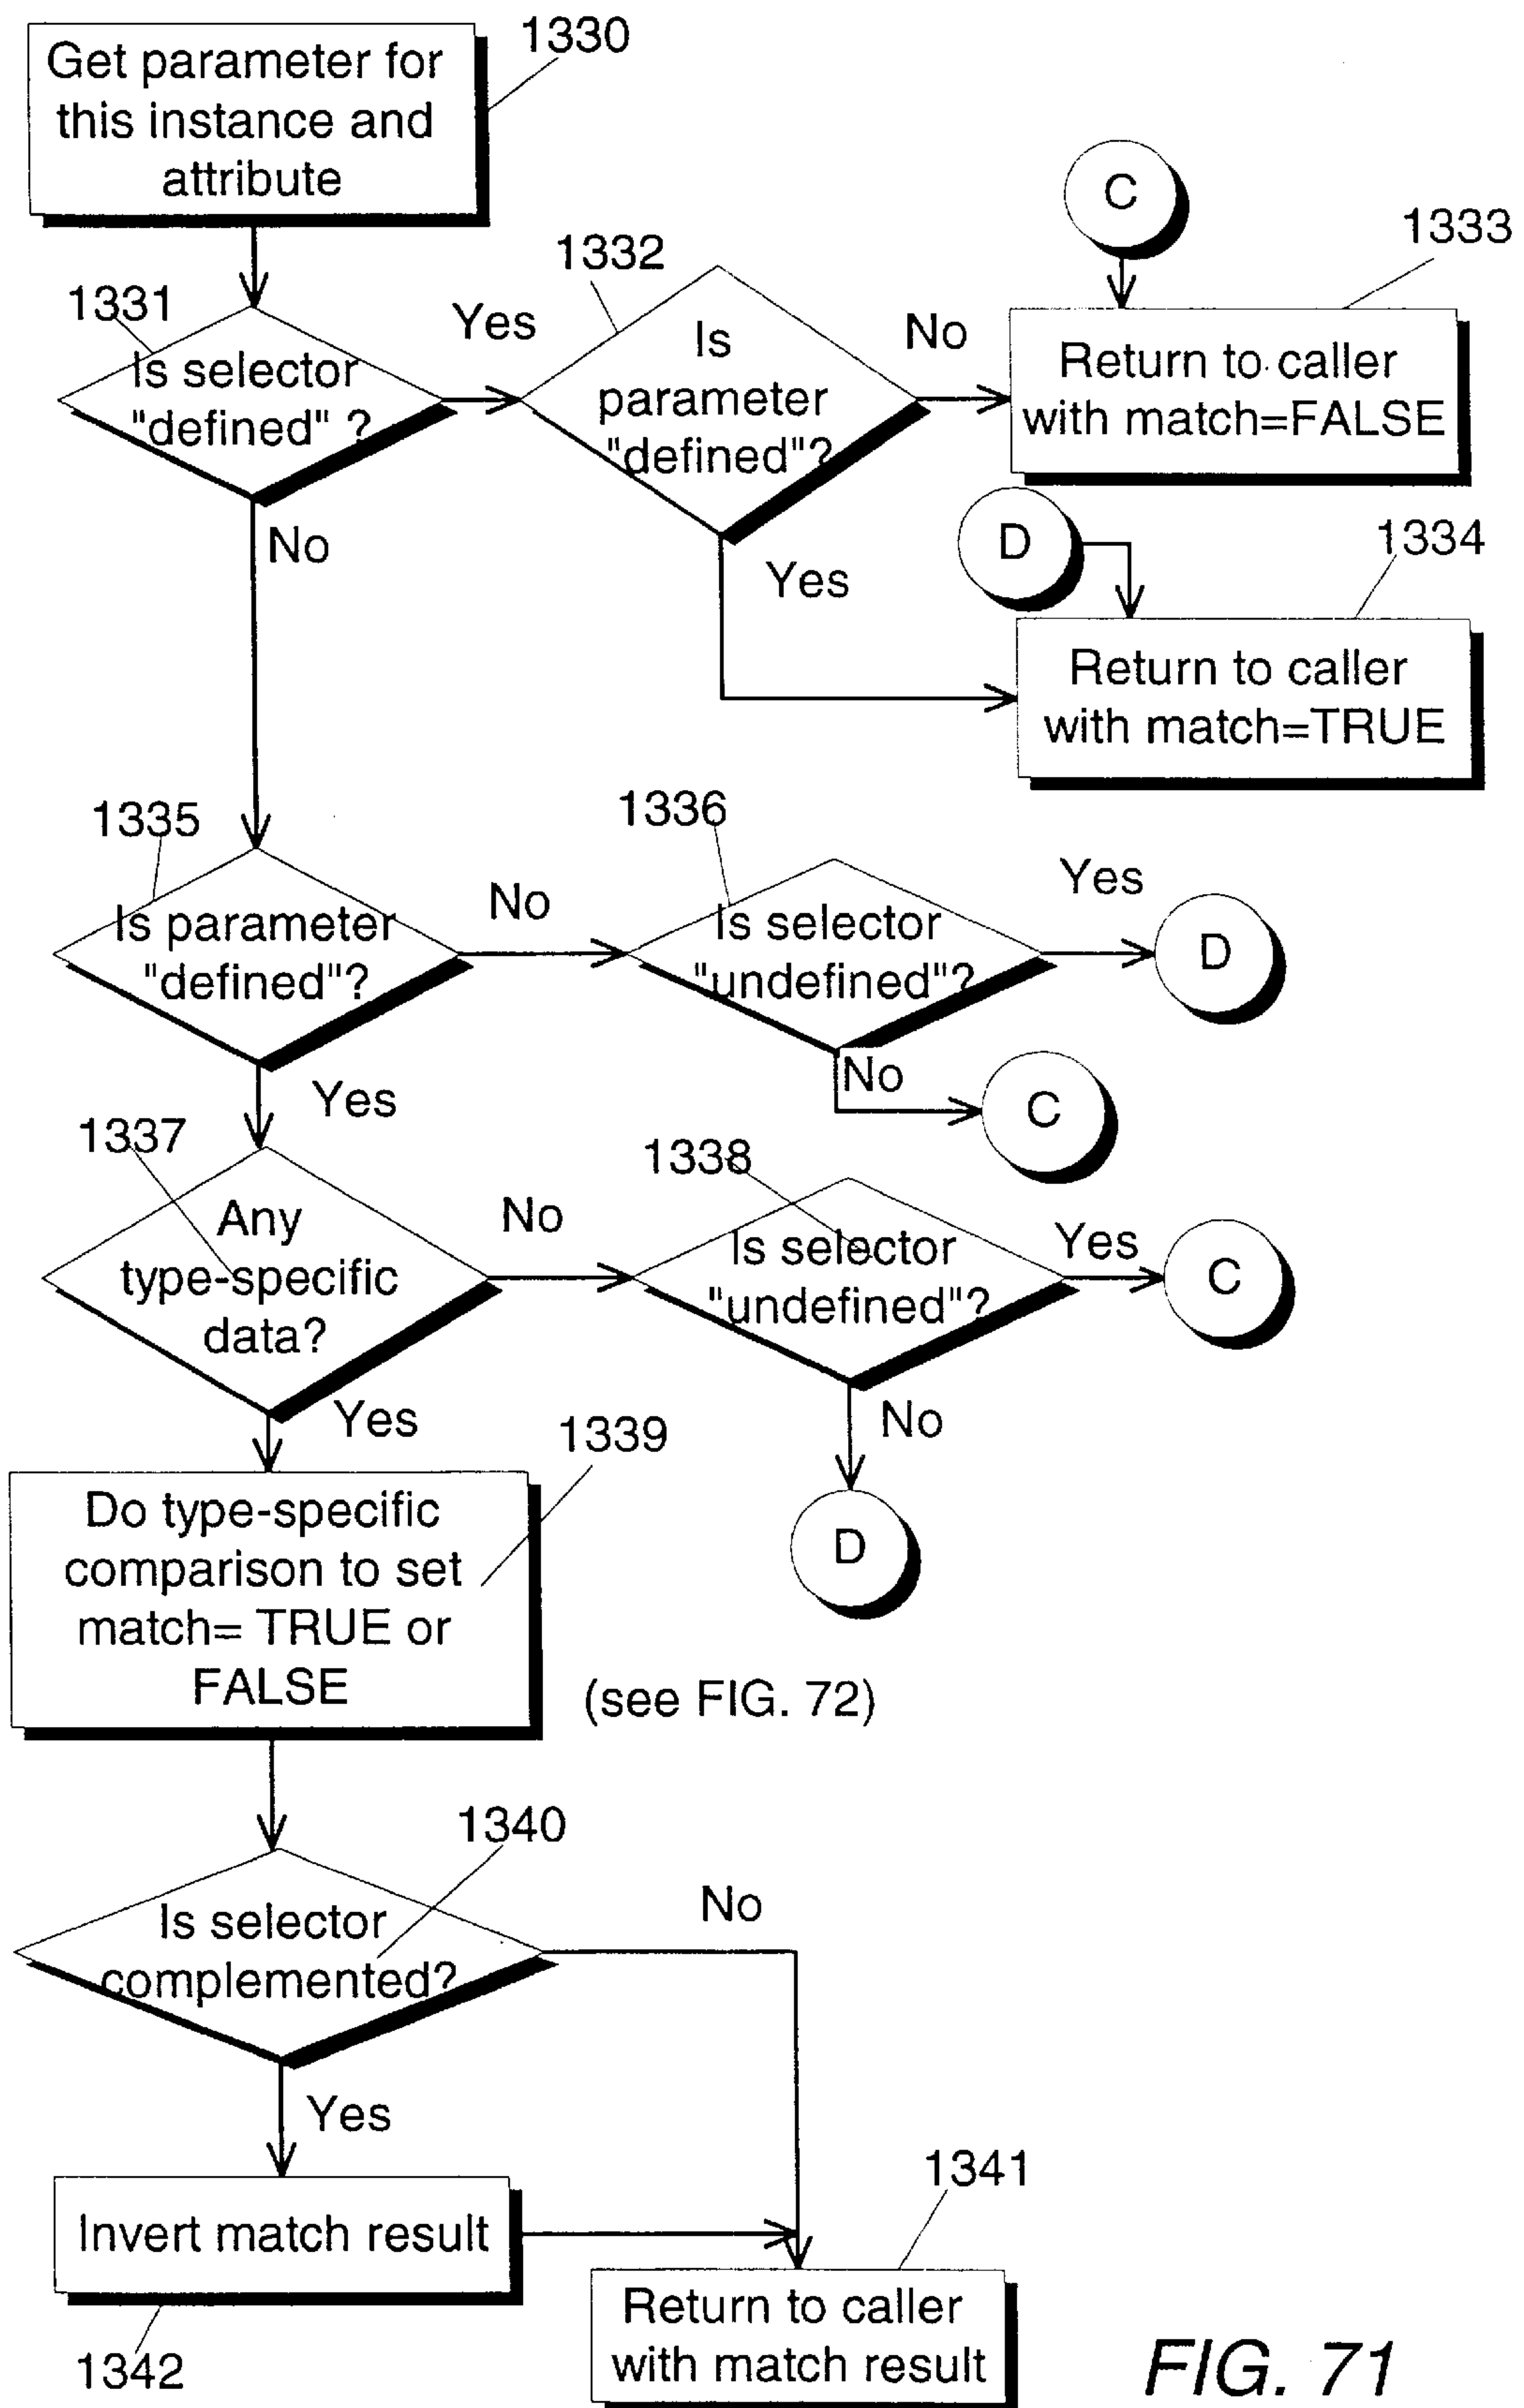 1330
Get parameter for
this instance and
attribute
C
1333
1332
1331
Yes
Is
parameter
"defined"?
No
Return to caller
with match=FALSE
Is selector
"defined" ?
No
D
1334
Yes
Return to caller
with match=TRUE
1335
1336
Is parameter
"defined"?
No
Is selector
"undefined"?
Yes
D
No
C
Yes
1337
1338
Any
type-specific
data?
No
Is selector
"undefined"?
Yes
C
Yes
No
1339
D
Do type-specific
comparison to set
match= TRUE or
FALSE
(see FIG. 72)
1340
Is selector
complemented?
No
Yes
1341
Invert match result
1342
Return to caller
with match result
FIG. 71